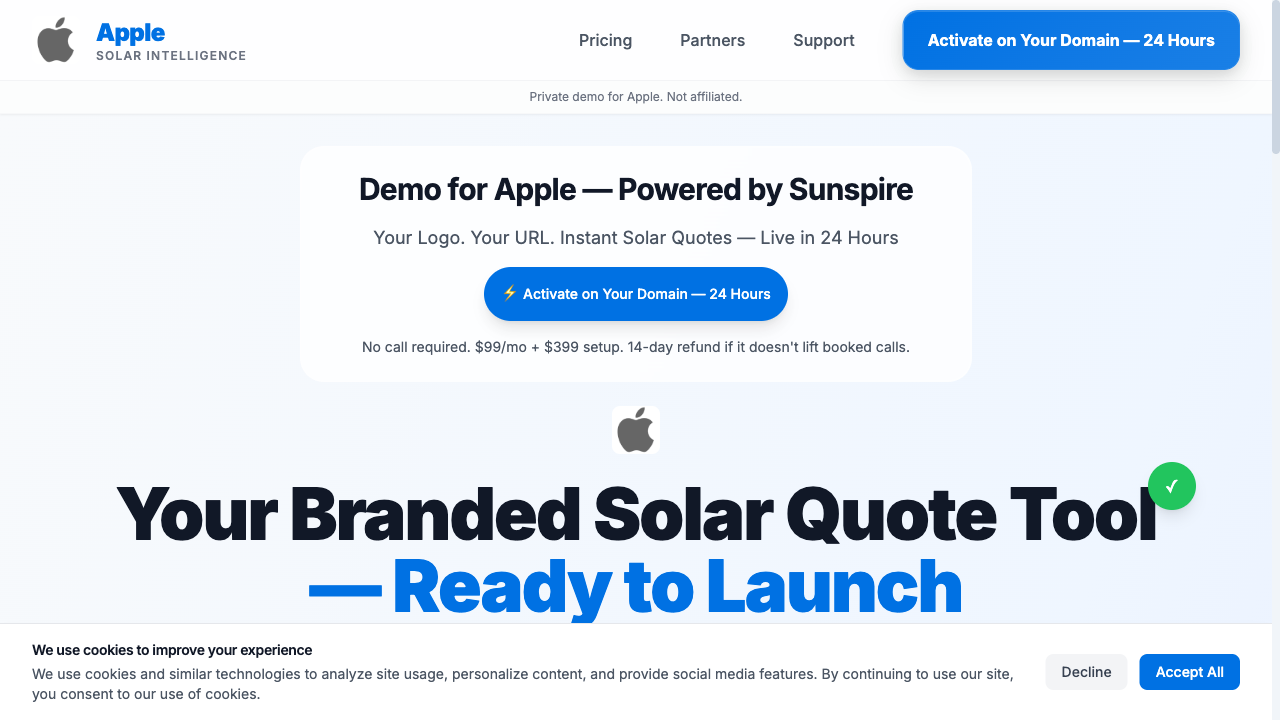 Apple
SOLAR INTELLIGENCE
Pricing
Partners
Support
Activate on Your Domain — 24 Hours
Private demo for Apple. Not affiliated.
Demo for Apple — Powered by Sunspire
Your Logo. Your URL. Instant Solar Quotes — Live in 24 Hours
⚡ Activate on Your Domain — 24 Hours
No call required. $99/mo + $399 setup. 14-day refund if it doesn't lift booked calls.
✓
Your Branded Solar Quote Tool
— Ready to Launch
We use cookies to improve your experience
We use cookies and similar technologies to analyze site usage, personalize content, and provide social media features. By continuing to use our site,
you consent to our use of cookies.
Decline
Accept All